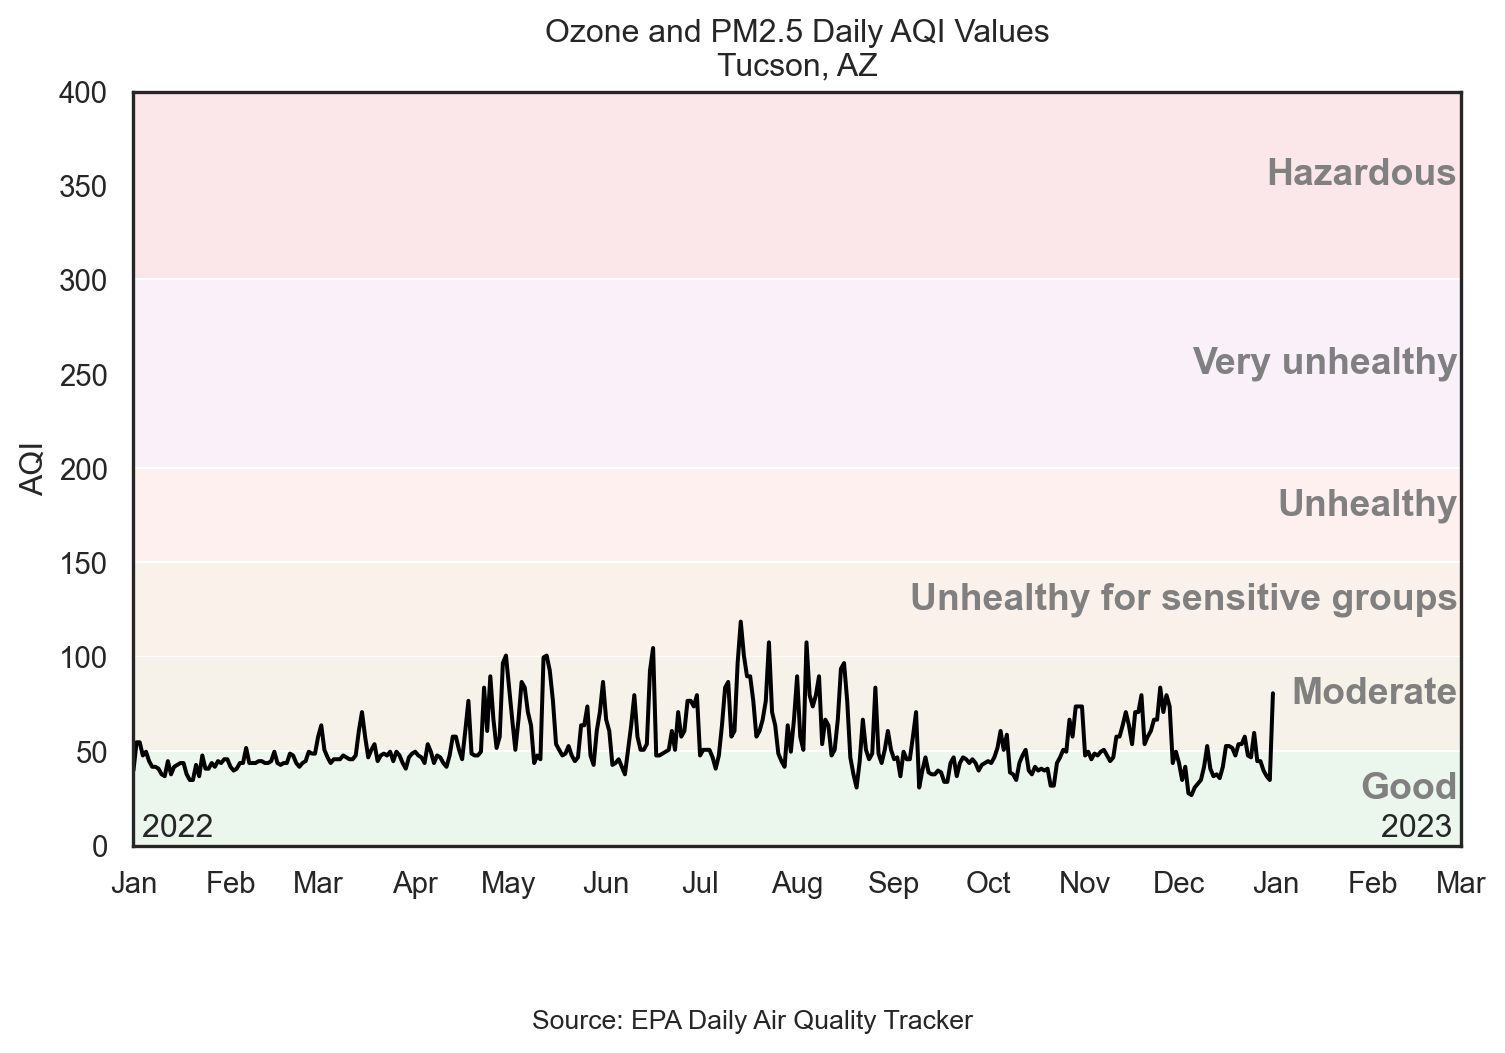 Ozone and PM2.5 Daily AQI Values
Tucson, AZ
400
350
300
250
200
150
100
50
0
AQI
Hazardous
Very unhealthy
Unhealthy
Unhealthy for sensitive groups
Moderate
Good
2022
2023
Jan Feb Mar Apr May Jun Jul Aug Sep Oct Nov Dec Jan Feb Mar
Source: EPA Daily Air Quality Tracker